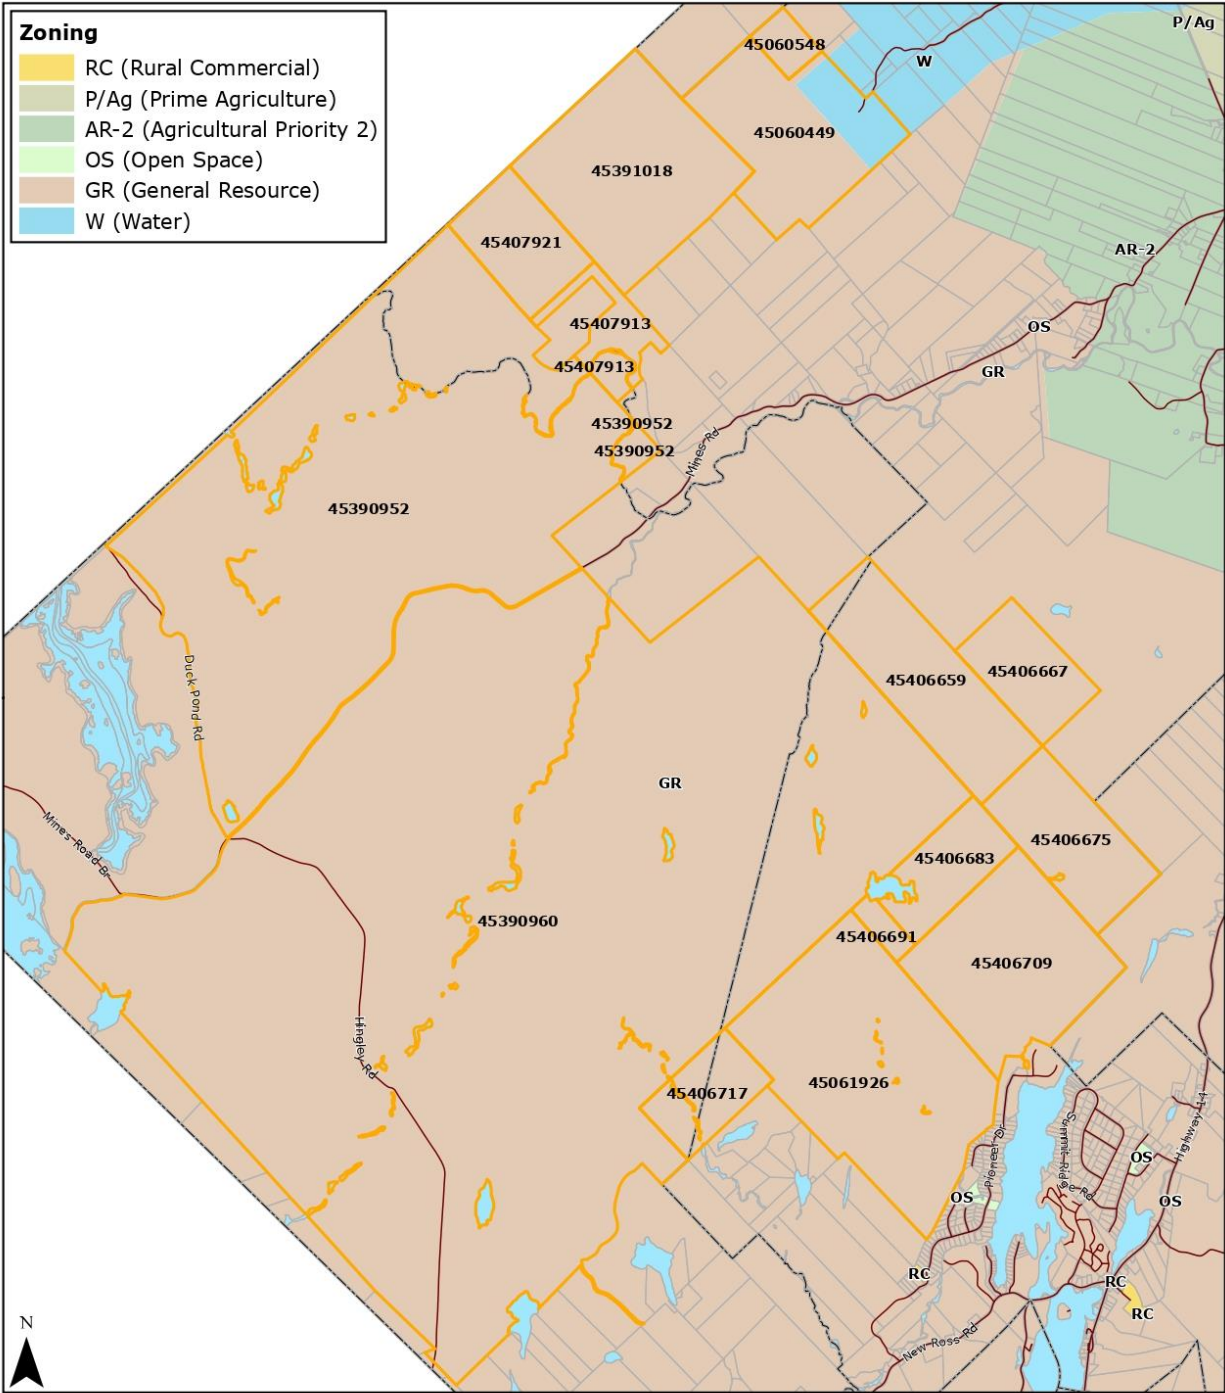 Zoning
RC (Rural Commercial)
P/Ag (Prime Agriculture)
AR-2 (Agricultural Priority 2)
OS (Open Space)
GR (General Resource)
W (Water)
P/Ag
45060548
W
45060449
45391018
45407921
AR-2
45407913
OS
45407913
GR
45390952
Mines Rd
45390952
45390952
Duck Pond Rd
45406667
45406659
GR
Mines Road Br
45406675
45406683
45390960
45406691
45406709
Hingley Rd
45061926
45406717
Highway 14
Pioneer Dr
Summit Ridge Rd
OS
OS
OS
RC
RC
RC
New Ross Rd
N